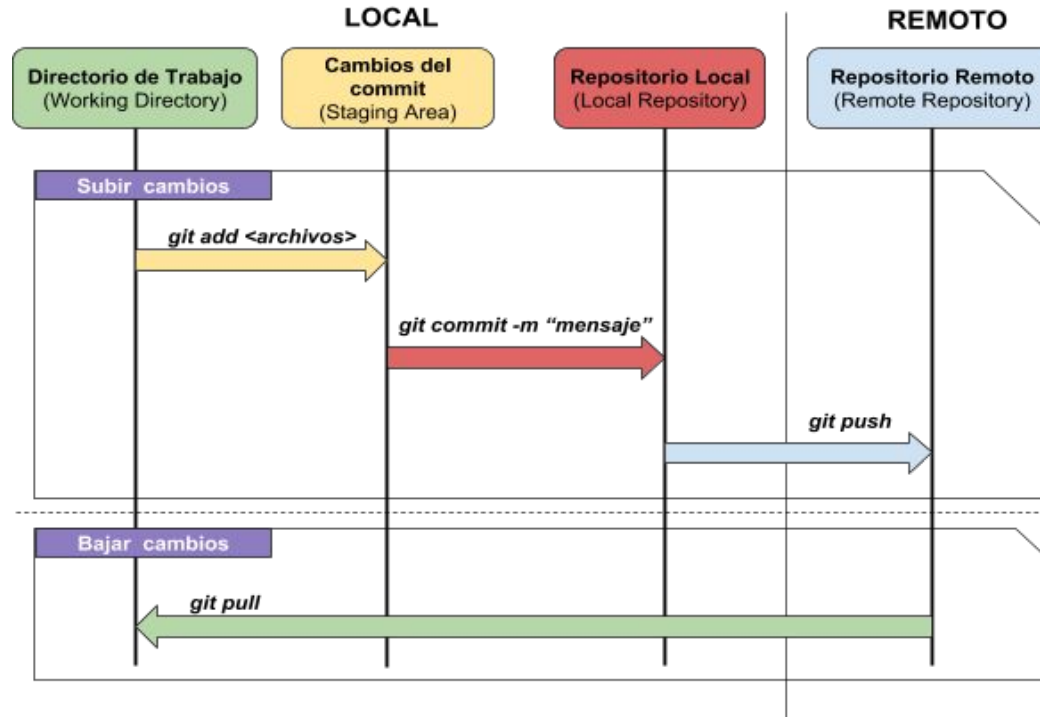 LOCAL
REMOTO
Directorio de Trabajo
(Working Directory)
Cambios del
commit
(Staging Area)
Repositorio Local
(Local Repository)
Repositorio Remoto
(Remote Repository)
Subir cambios
git add <archivos>
git commit -m “mensaje”
git push
Bajar cambios
git pull